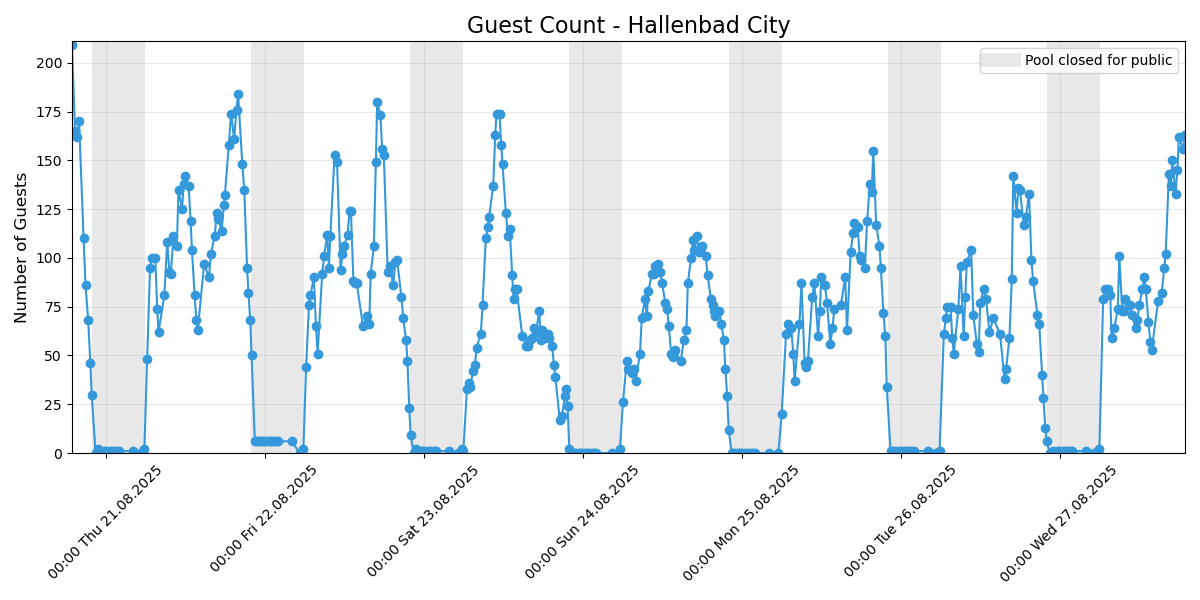 Guest Count - Hallenbad City
Number of Guests
200
175
150
125
100
75
50
25
0
Pool closed for public
00:00 Thu 21.08.2025
00:00 Fri 22.08.2025
00:00 Sat 23.08.2025
00:00 Sun 24.08.2025
00:00 Mon 25.08.2025
00:00 Tue 26.08.2025
00:00 Wed 27.08.2025